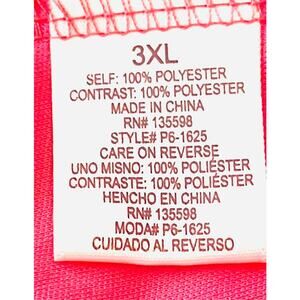 3XL
SELF: 100% POLYESTER
CONTRAST: 100% POLYESTER
MADE IN CHINA
RN# 135598
STYLE# P6-1625
CARE ON REVERSE
UNO MISNO: 100% POLIÉSTER
CONTRASTE: 100% POLIÉSTER
HENCHO EN CHINA
RN# 135598
MODA# P6-1625
CUIDADO AL REVERSO